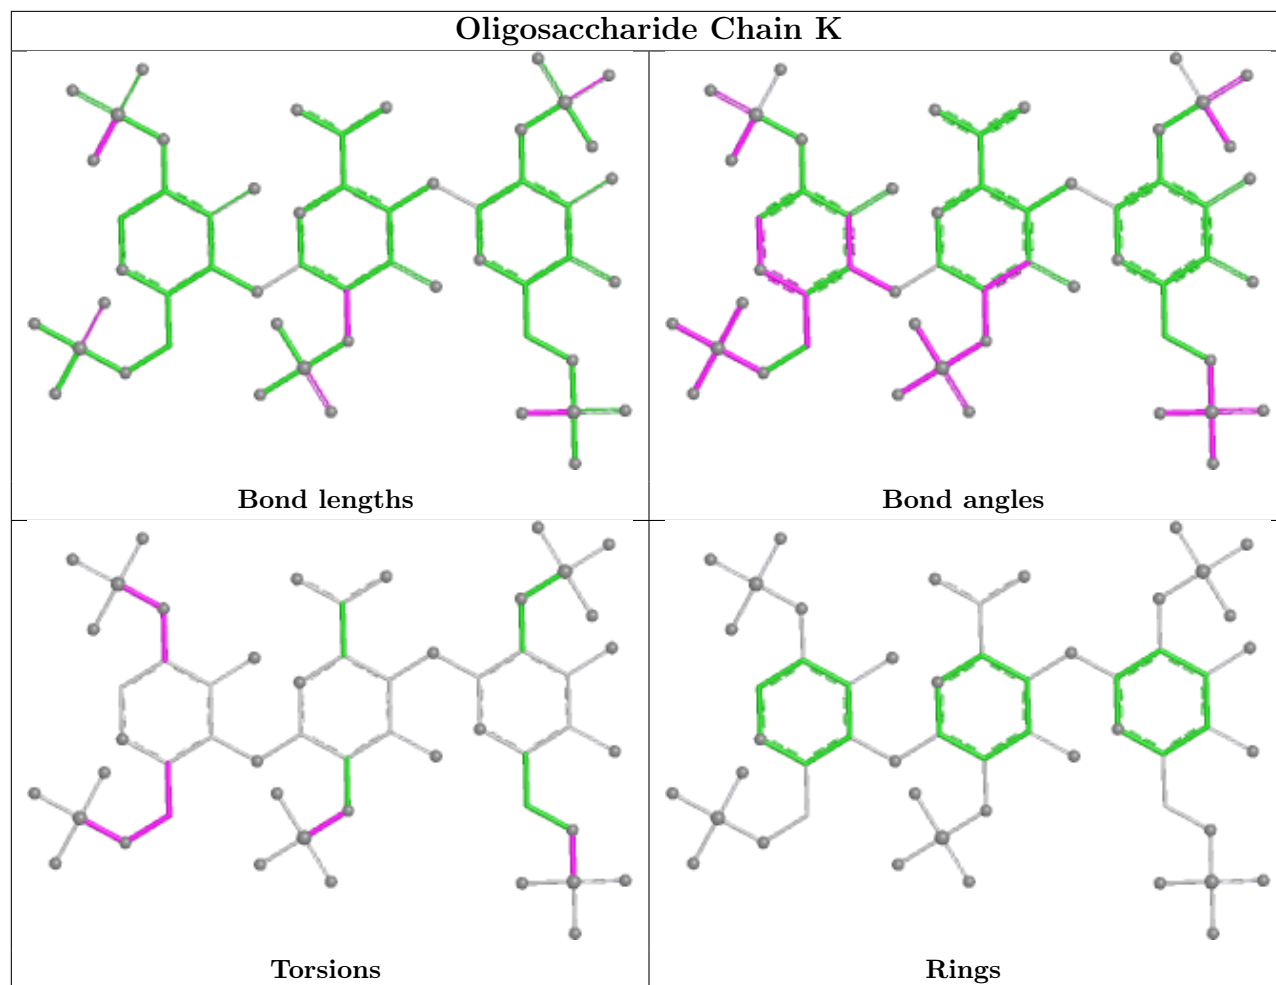 Oligosaccharide Chain K
Bond lengths
Bond angles
Torsions
Rings